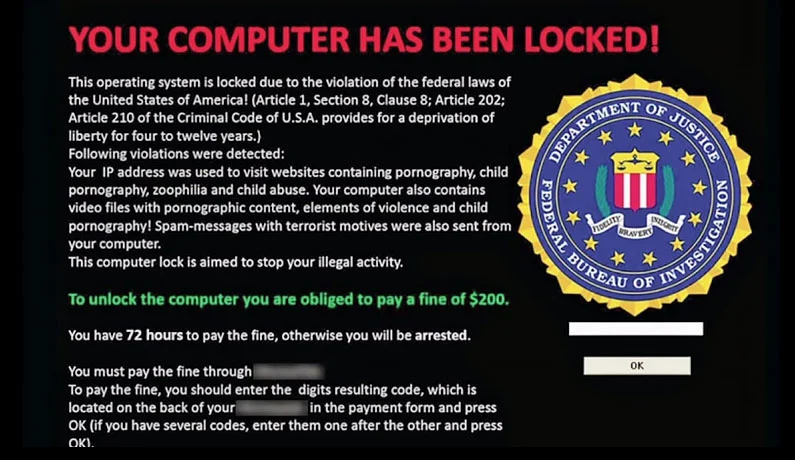 YOUR COMPUTER HAS BEEN LOCKED!
This operating system is locked due to the violation of the federal laws of
the United States of America! (Article 1, Section 8, Clause 8; Article 202;
Article 210 of the Criminal Code of U.S.A. provides for a deprivation of
liberty for four to twelve years.)
Following violations were detected:
Your IP address was used to visit websites containing pornography, child
pornography, zoophilia and child abuse. Your computer also contains
video files with pornographic content, elements of violence and child
pornography! Spam-messages with terrorist motives were also sent from
your computer.
This computer lock is aimed to stop your illegal activity.
To unlock the computer you are obliged to pay a fine of $200.
You have 72 hours to pay the fine, otherwise you will be arrested.
You must pay the fine through
To pay the fine, you should enter the digits resulting code, which is
located on the back of your in the payment form and press
OK (if you have several codes, enter them one after the other and press
OK).
DEPARTMENT OF JUSTICE
FEDERAL BUREAU OF INVESTIGATION
FIDELITY BRAVERY INTEGRITY
OK